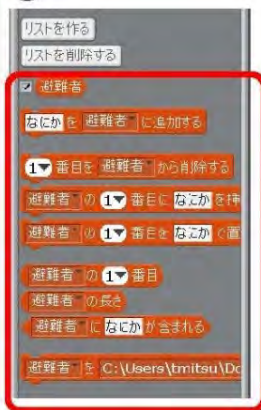 リストを作る
リストを削除する
避難者
なにか を 避難者 に追加する
1 番目を 避難者 から削除する
避難者 の 1 番目に なにか を挿
避難者 の 1 番目を なにか で置
避難者 の 1 番目
避難者 の長さ
避難者 に なにか が含まれる
避難者 を C:\Users\tmitsu\Do